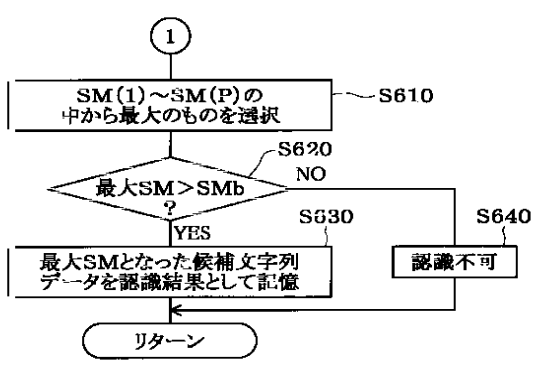 1
SM(1)～SM(P)の
中から最大のものを選択
S610
S620
最大SM＞SMb
?
NO
YES
S630
最大SMとなった候補文字列
データを認識結果として記憶
S640
認識不可
リターン